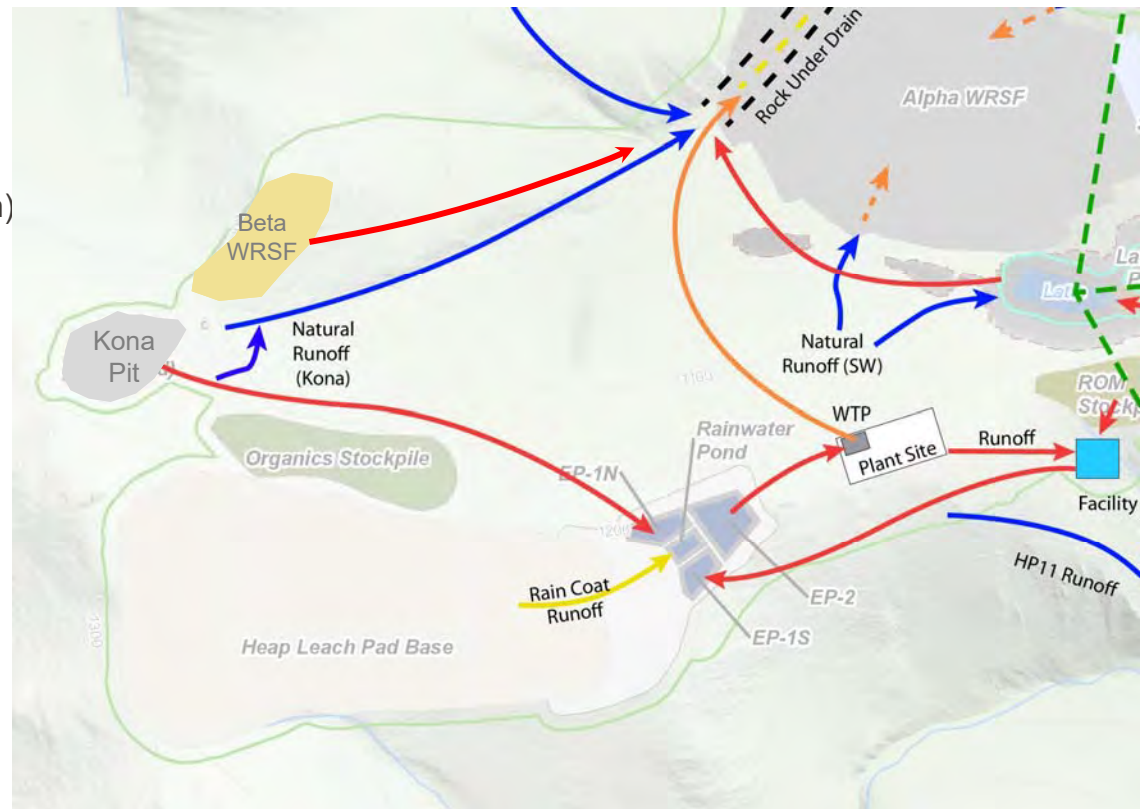 Rock Under Drain
Alpha WRSF
Beta
WRSF
Natural
Runoff
(Kona)
Kona
Pit
Natural
Runoff (SW)
1100
ROM
WTP
Rainwater
Pond
Plant Site
Runoff
Facility
Organics Stockpile
EP-1N
1200
HP11 Runoff
Rain Coat
Runoff
EP-2
EP-1S
Heap Leach Pad Base
1300